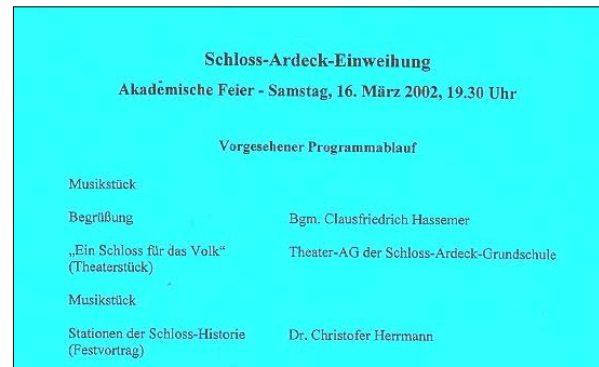 Schloss-Ardeck-Einweihung
Akademische Feier - Samstag, 16. März 2002, 19.30 Uhr
Vorgesehener Programmablauf
Musikstück
Begrüßung Bgm. Clausfriedrich Hassemer
„Ein Schloss für das Volk“ Theater-AG der Schloss-Ardeck-Grundschule
(Theaterstück)
Musikstück
Stationen der Schloss-Historie Dr. Christofer Herrmann
(Festvortrag)